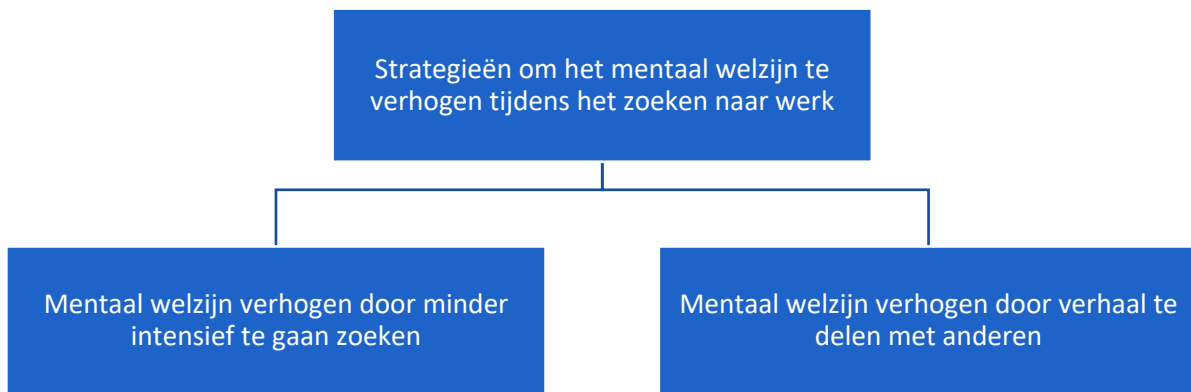 Strategieën om het mentaal welzijn te
verhogen tijdens het zoeken naar werk
Mentaal welzijn verhogen door minder
intensief te gaan zoeken
Mentaal welzijn verhogen door verhaal te
delen met anderen